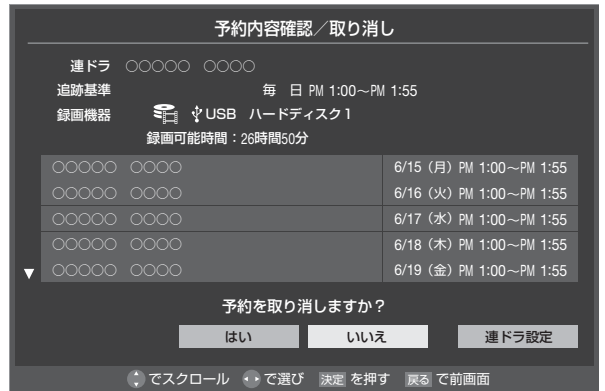 予約内容確認／取り消し
連ドラ ○○○○○ ○○○○
追跡基準 毎 日 PM 1:00～PM 1:55
録画機器 USB ハードディスク1
録画可能時間：26時間50分
○○○○○ ○○○○ 6/15（月）PM 1:00～PM 1:55
○○○○○ ○○○○ 6/16（火）PM 1:00～PM 1:55
○○○○○ ○○○○ 6/17（水）PM 1:00～PM 1:55
○○○○○ ○○○○ 6/18（木）PM 1:00～PM 1:55
○○○○○ ○○○○ 6/19（金）PM 1:00～PM 1:55
予約を取り消しますか？
はい いいえ 連ドラ設定
でスクロール で選び 決定 を押す 戻る で前画面